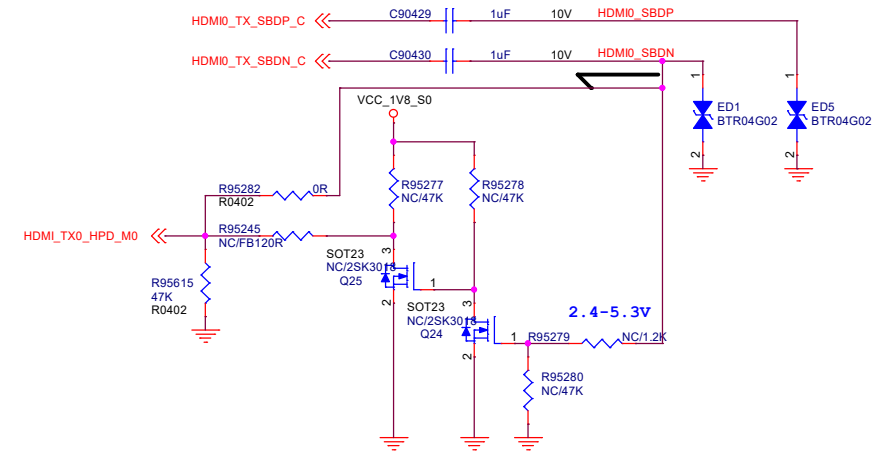 HDMI0_TX_SBDP_C
C90429
1uF
10V
HDMI0_SBDP
HDMI0_TX_SBDN_C
C90430
1uF
10V
HDMI0_SBDN
VCC_1V8_S0
1
ED1
BTR04G02
2
1
ED5
BTR04G02
2
R95282
0R
R0402
R95277
NC/47K
R95278
NC/47K
HDMI_TX0_HPD_M0
R95245
NC/FB120R
SOT23
NC/2SK3018
Q25
3
1
2
R95615
47K
R0402
SOT23
NC/2SK3018
Q24
3
1
2
2.4-5.3V
R95279
NC/1.2K
R95280
NC/47K